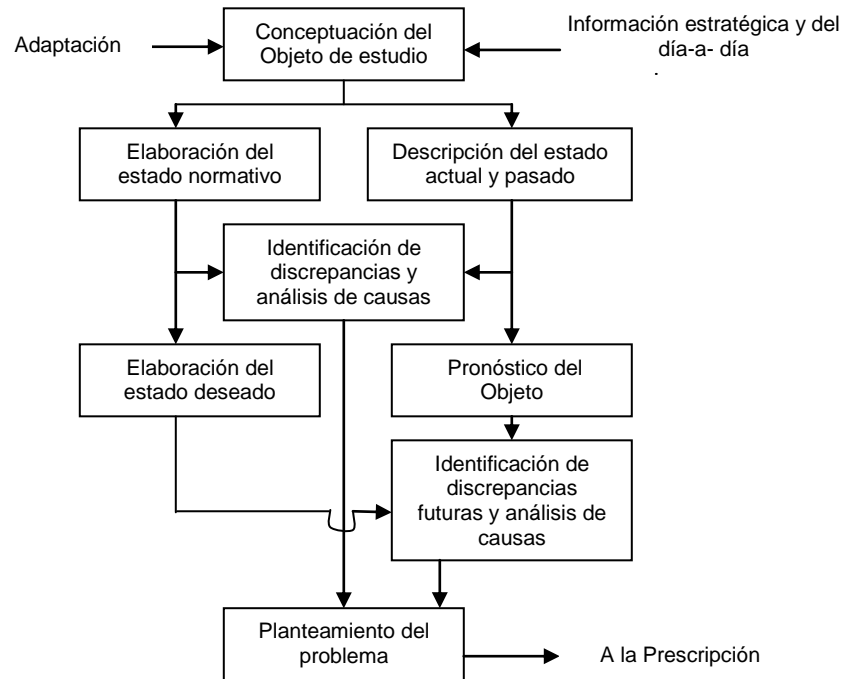 Adaptación
Conceptuación del
Objeto de estudio
Información estratégica y del
día-a- día
Elaboración del
estado normativo
Descripción del estado
actual y pasado
Identificación de
discrepancias y
análisis de causas
Elaboración del
estado deseado
Pronóstico del
Objeto
Identificación de
discrepancias
futuras y análisis de
causas
Planteamiento del
problema
A la Prescripción